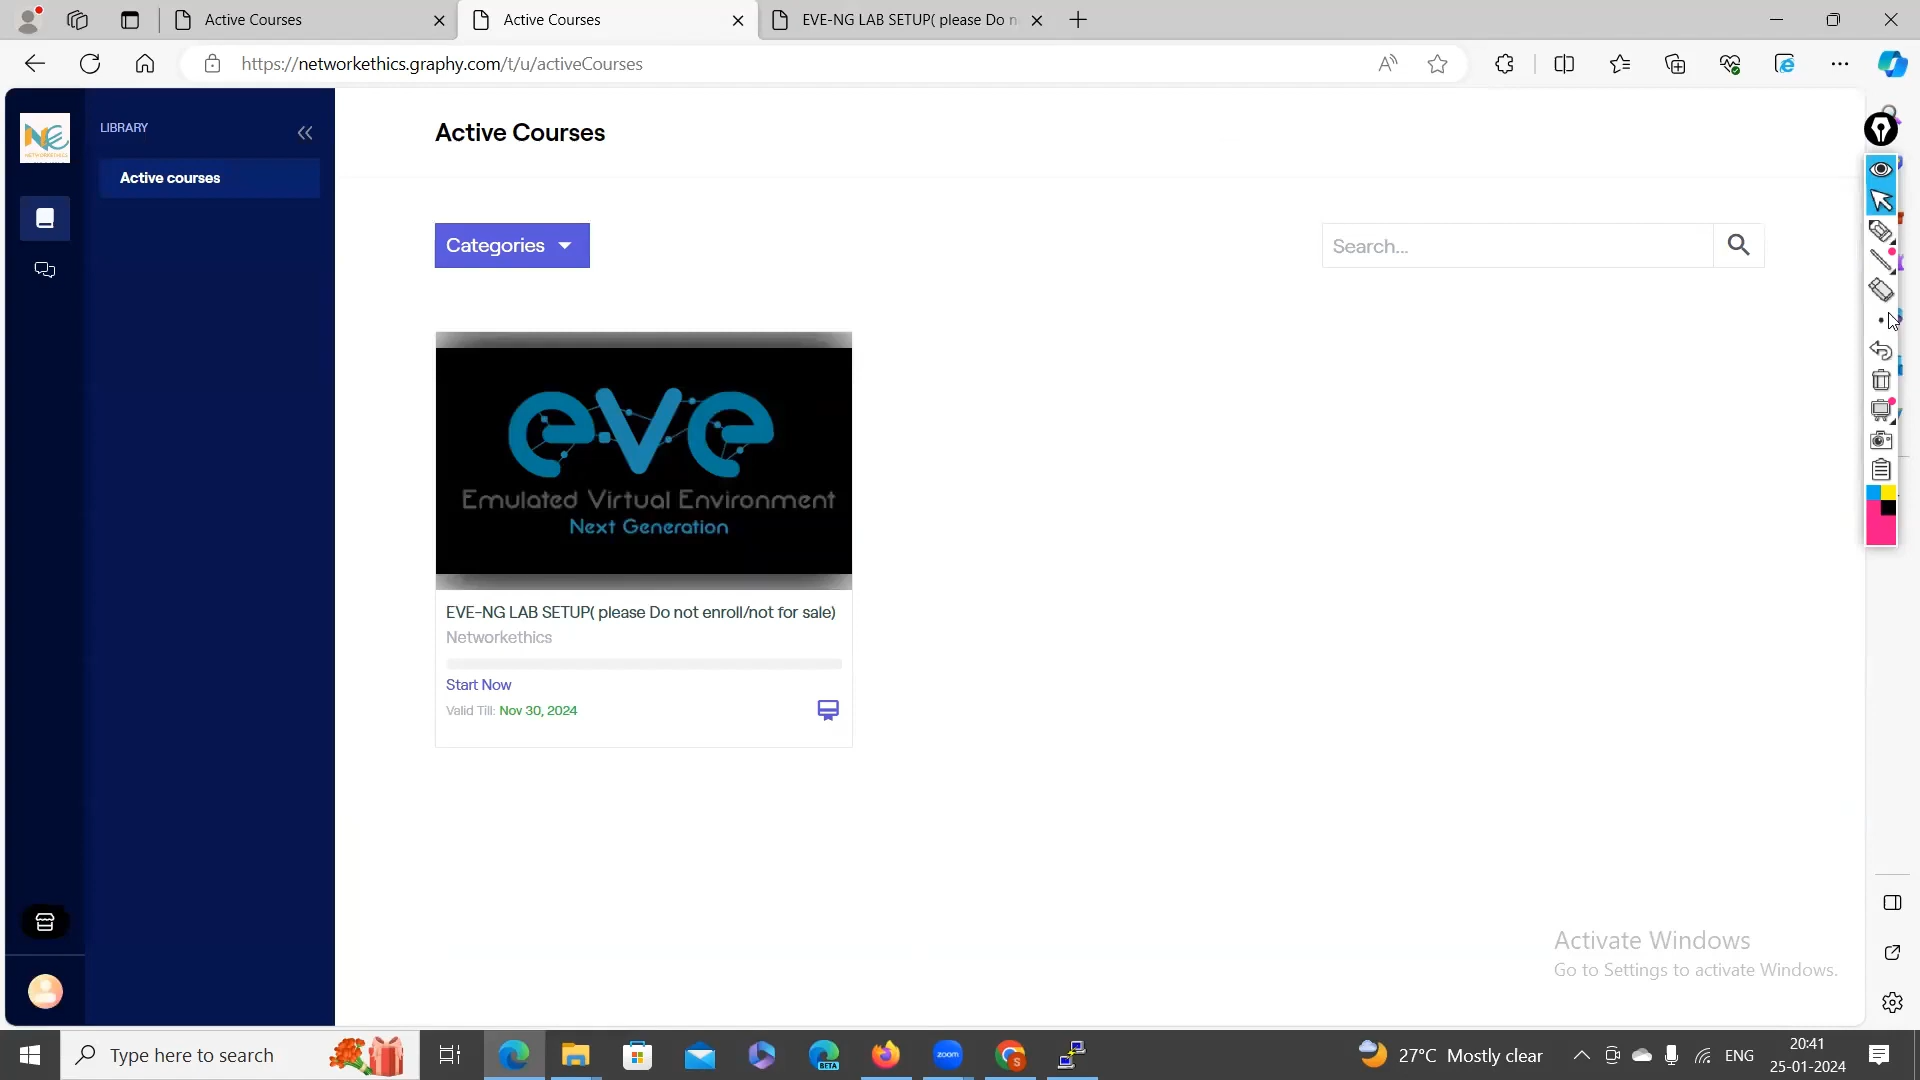 Active Courses
Active Courses
EVE-NG LAB SETUP( please Do n
https://networkethics.graphy.com/t/u/activeCourses
NE
LIBRARY
Active courses
Active Courses
Categories
Search...
eve
Emulated Virtual Environment
Next Generation
EVE-NG LAB SETUP( please Do not enroll/not for sale)
Networkethics
Start Now
Valid Till: Nov 30, 2024
Activate Windows
Go to Settings to activate Windows.
Type here to search
BETA
zoom
S
27°C Mostly clear
ENG
20:41
25-01-2024